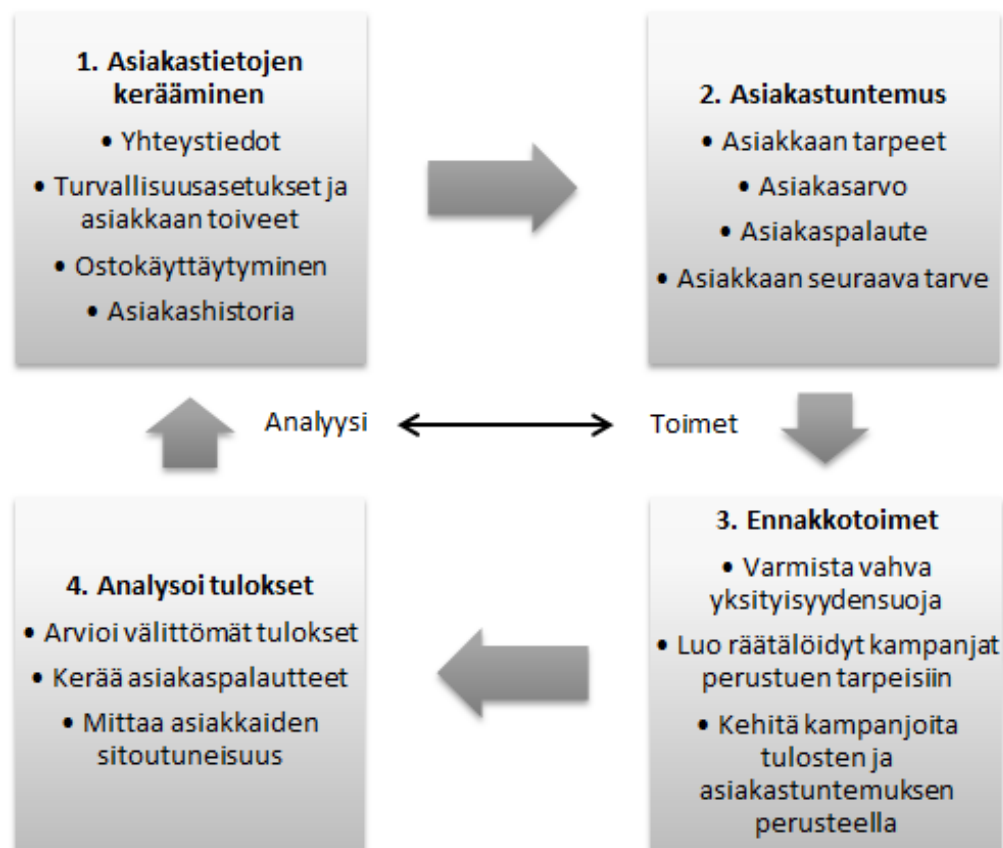 1. Asiakastietojen
kerääminen
• Yhteystiedot
• Turvallisuusasetukset ja
asiakkaan toiveet
• Ostokäyttäytyminen
• Asiakashistoria
2. Asiakastuntemus
• Asiakkaan tarpeet
• Asiakasarvo
• Asiakaspalaute
• Asiakkaan seuraava tarve
Analyysi
Toimet
3. Ennakkotoimet
• Varmista vahva
yksityisyydensuoja
• Luo räätälöidyt kampanjat
perustuen tarpeisiin
• Kehitä kampanjoita
tulosten ja
asiakastuntemuksen
perusteella
4. Analysoi tulokset
• Arvioi välittömät tulokset
• Kerää asiakaspalautteet
• Mittaa asiakkaiden
sitoutuneisuus